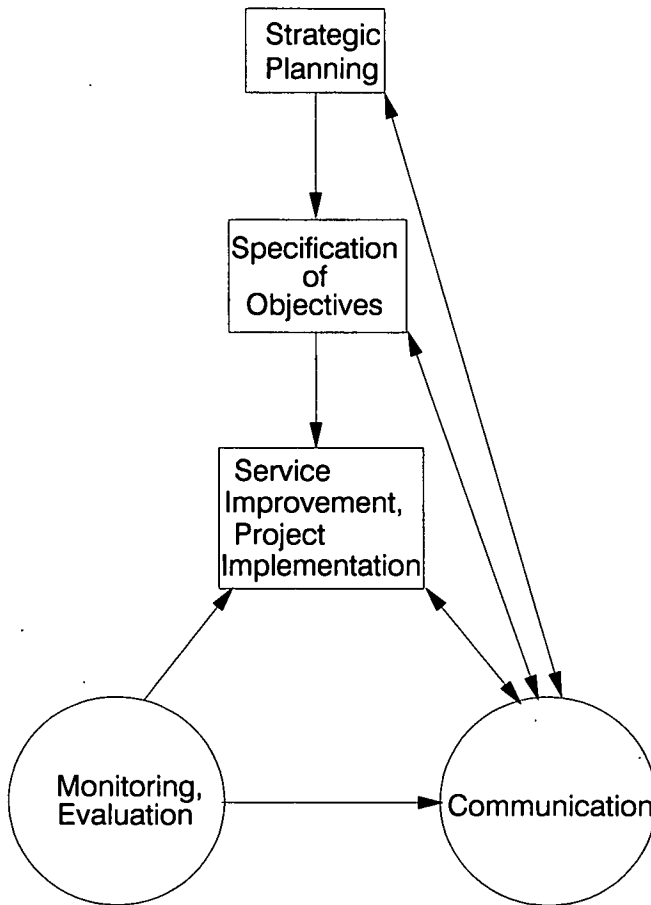 Strategic
Planning
Specification
of
Objectives
Service
Improvement,
Project
Implementation
Monitoring,
Evaluation
Communication